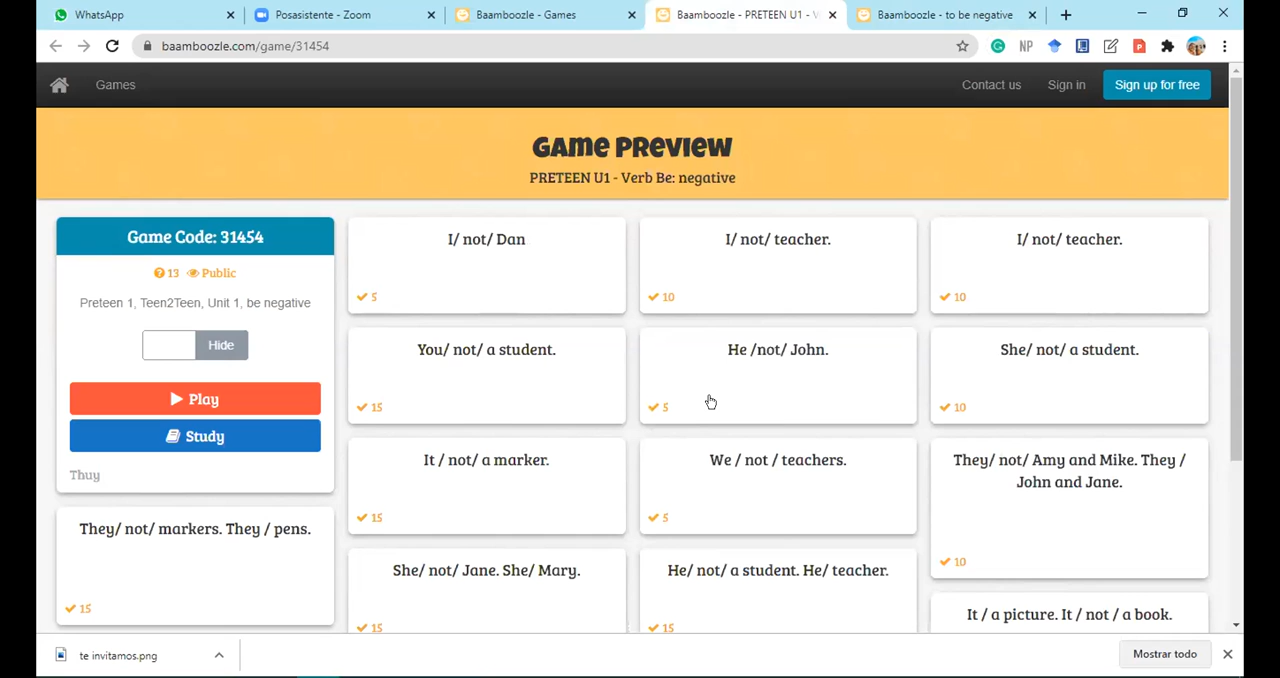 WhatsApp
Posasistente - Zoom
Baamboozle - Games
Baamboozle - PRETEEN U1 - V
Baamboozle - to be negative
baamboozle.com/game/31454
NP
Games
Contact us
Sign in
Sign up for free
Game Preview
PRETEEN U1 - Verb Be: negative
Game Code: 31454
13 Public
Preteen 1, Teen2Teen, Unit 1, be negative
Hide
Play
Study
Thuy
I/ not/ Dan
5
I/ not/ teacher.
10
I/ not/ teacher.
10
You/ not/ a student.
15
He /not/ John.
5
She/ not/ a student.
10
It / not/ a marker.
15
We / not / teachers.
5
They/ not/ Amy and Mike. They /
John and Jane.
10
They/ not/ markers. They / pens.
15
She/ not/ Jane. She/ Mary.
15
He/ not/ a student. He/ teacher.
15
It / a picture. It / not / a book.
te invitamos.png
Mostrar todo